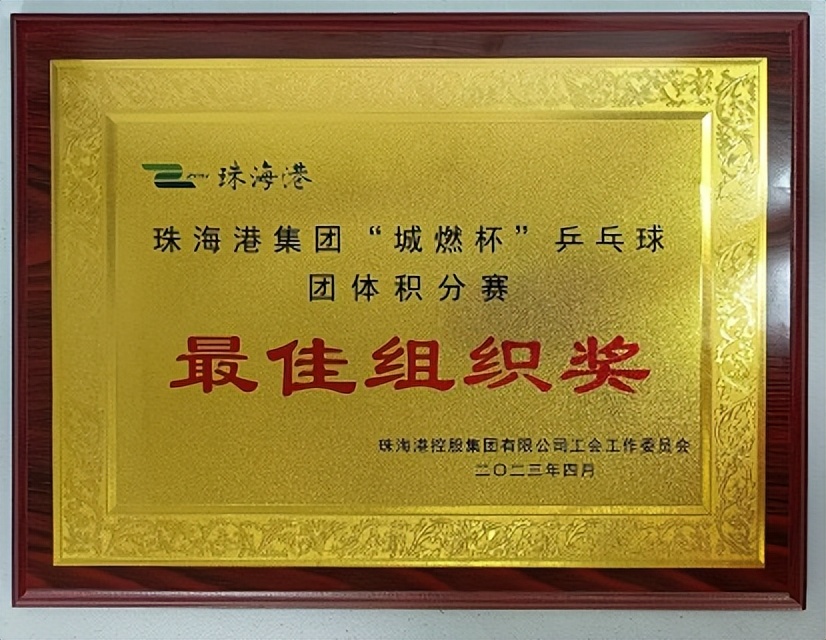 珠海港
珠海港集团“城燃杯”乒乓球
团体积分赛
最佳组织奖
珠海港控股集团有限公司工会工作委员会
二〇二三年四月